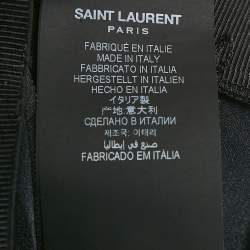 SAINT LAURENT
PARIS
FABRIQUÉ EN ITALIE
MADE IN ITALY
FABBRICATO IN ITALIA
HERGESTELLT IN ITALIEN
HECHO EN ITALIA
イタリア製
产地:意大利
СДЕЛАНО В ИТАЛИИ
제조국: 이태리
صنع في إيطاليا
FABRICADO EM ITÁLIA